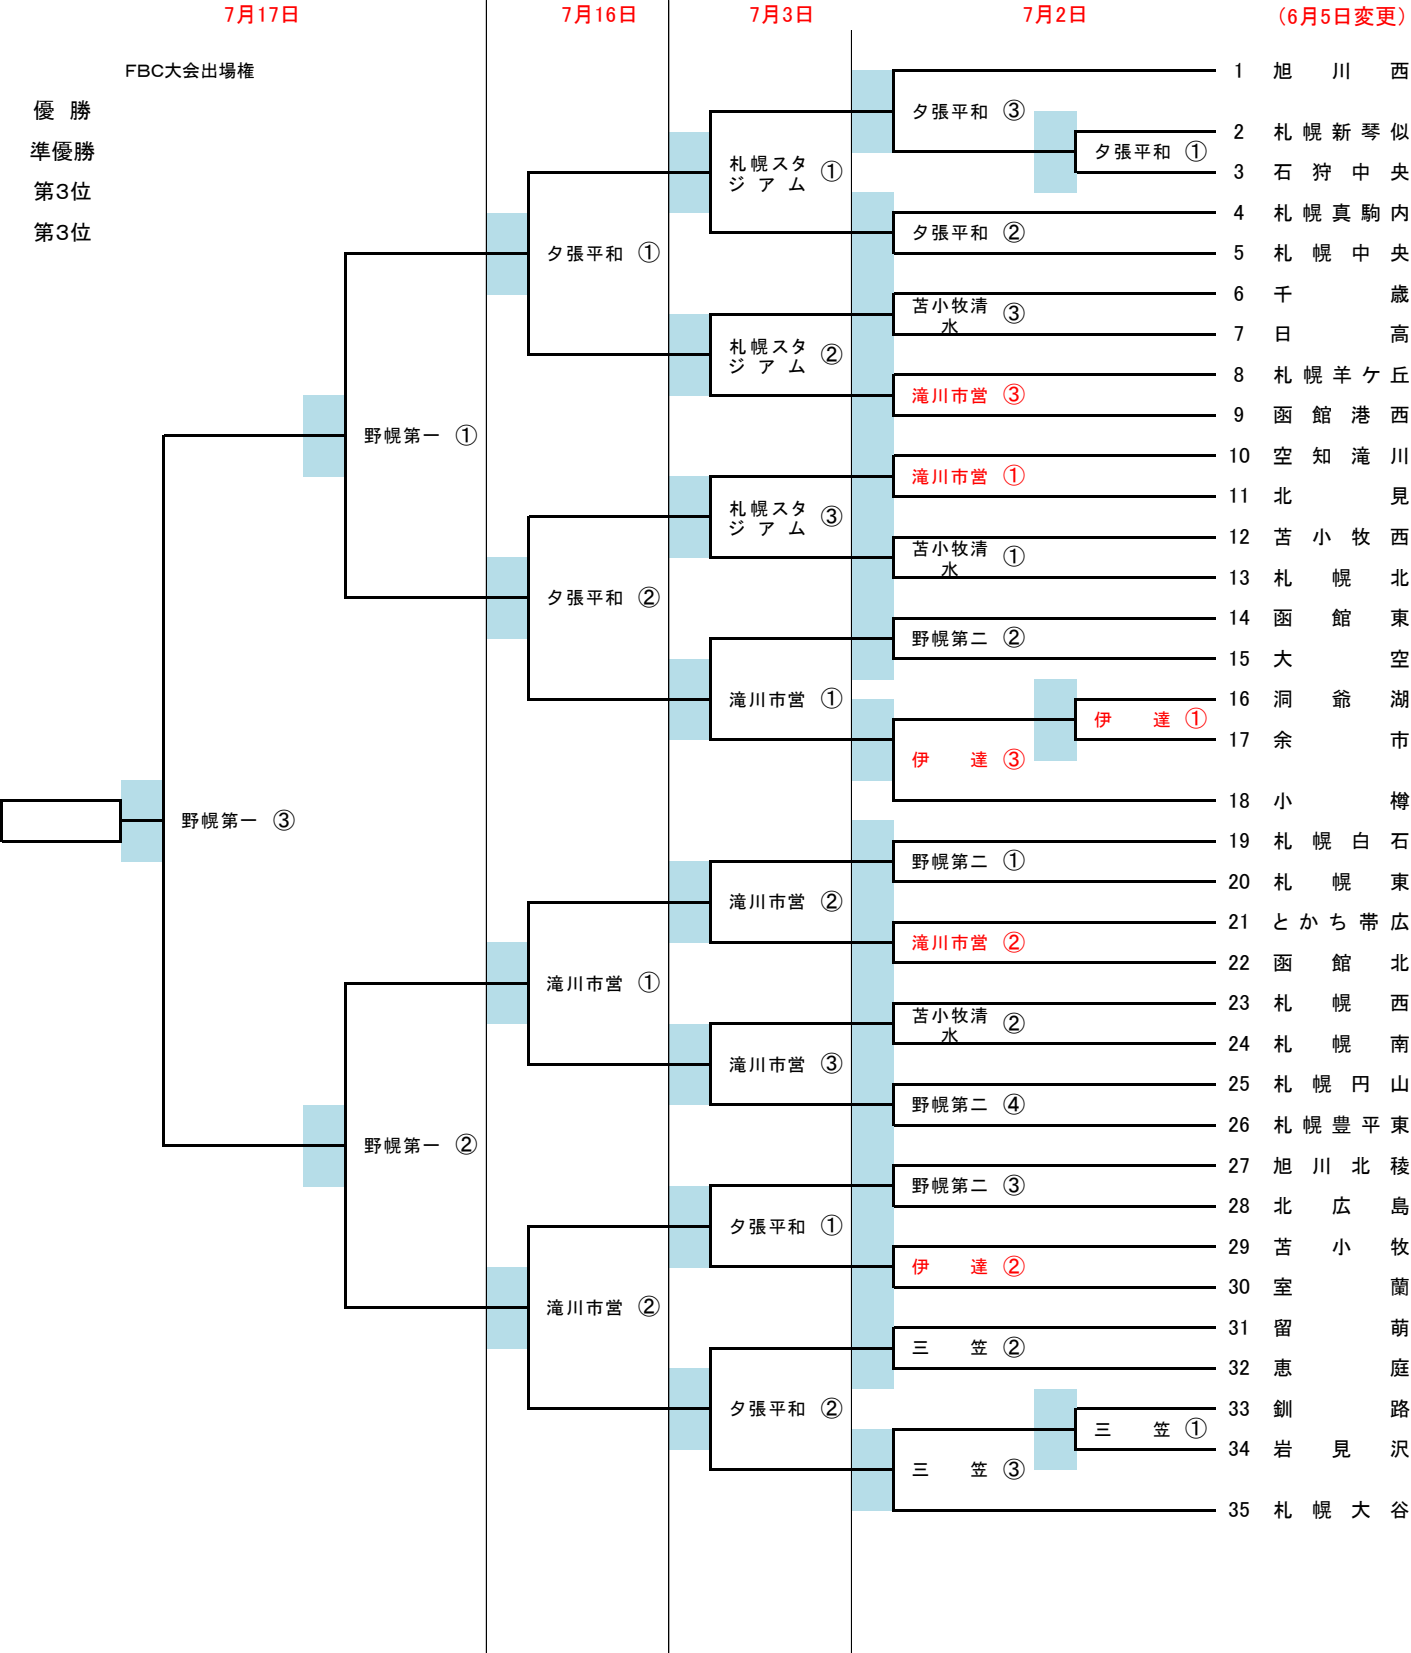 7月17日 7月16日 7月3日 7月2日 （6月5日変更）
FBC大会出場権
優 勝
準優勝
第3位
第3位
1 旭川西
夕張平和 ③
2 札幌新琴似
夕張平和 ①
3 石狩中央
札幌スタジアム ①
4 札幌真駒内
夕張平和 ②
5 札幌中央
夕張平和 ①
6 千歳
苫小牧清水 ③
7 日高
札幌スタジアム ②
8 札幌羊ケ丘
滝川市営 ③
9 函館港西
野幌第一 ①
10 空知滝川
滝川市営 ①
11 北見
札幌スタジアム ③
12 苫小牧西
苫小牧清水 ①
13 札幌北
夕張平和 ②
14 函館東
野幌第二 ②
15 大空
滝川市営 ①
16 洞爺湖
伊達 ①
17 余市
伊達 ③
18 小樽
野幌第一 ③
19 札幌白石
野幌第二 ①
20 札幌東
滝川市営 ②
21 とかち帯広
滝川市営 ②
22 函館北
滝川市営 ①
23 札幌西
苫小牧清水 ②
24 札幌南
滝川市営 ③
25 札幌円山
野幌第二 ④
26 札幌豊平東
野幌第一 ②
27 旭川北稜
野幌第二 ③
28 北広島
夕張平和 ①
29 苫小牧
伊達 ②
30 室蘭
滝川市営 ②
31 留萌
三笠 ②
32 恵庭
夕張平和 ②
33 釧路
三笠 ①
34 岩見沢
三笠 ③
35 札幌大谷